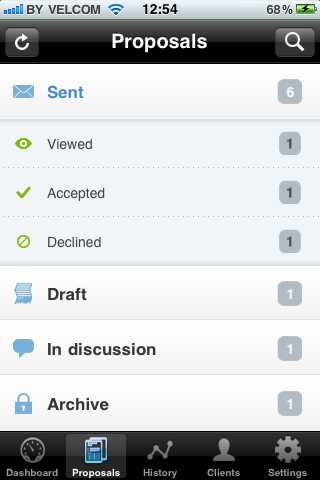 BY VELCOM 12:54 68%
Proposals
Sent 6
Viewed 1
Accepted 1
Declined 1
Draft 1
In discussion 1
Archive 1
Dashboard Proposals History Clients Settings